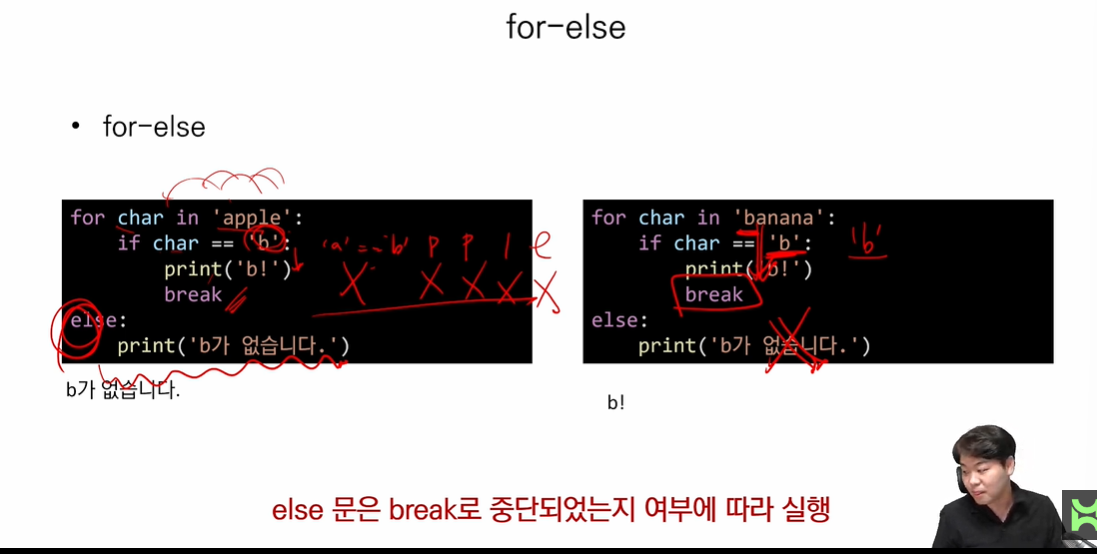 for-else
• for-else
for char in 'apple':
if char == 'b':
print('b!')
break
else:
print('b가 없습니다.')
'a' == 'b' p p l e
X X X X X
b가 없습니다.
for char in 'banana':
if char == 'b':
print('b!')
break
else:
print('b가 없습니다.')
'b'
b!
else 문은 break로 중단되었는지 여부에 따라 실행